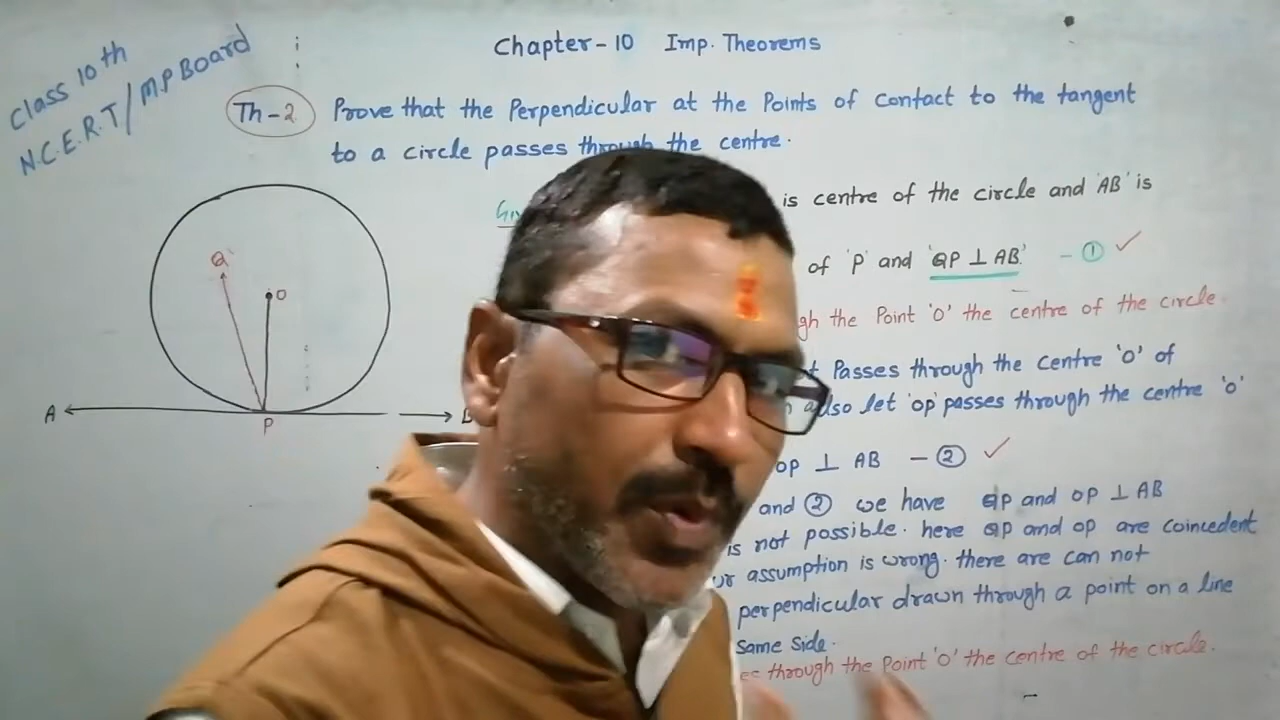 Class 10th
N.C.E.R.T/M.P Board
Chapter-10 Imp. Theorems
Th-2 Prove that the Perpendicular at the Points of Contact to the tangent
to a circle passes through the centre.
is centre of the circle and 'AB' is
of 'P' and 'QP ⊥ AB' - ①
the Point 'O' the centre of the circle.
Passes through the centre 'O' of
also let 'OP' passes through the centre 'O'
OP ⊥ AB - ②
and ② we have QP and OP ⊥ AB
is not possible. here QP and OP are coincedent
assumption is wrong. there are can not
perpendicular drawn through a point on a line
same side.
through the Point 'O' the centre of the circle.
Q
O
A
P